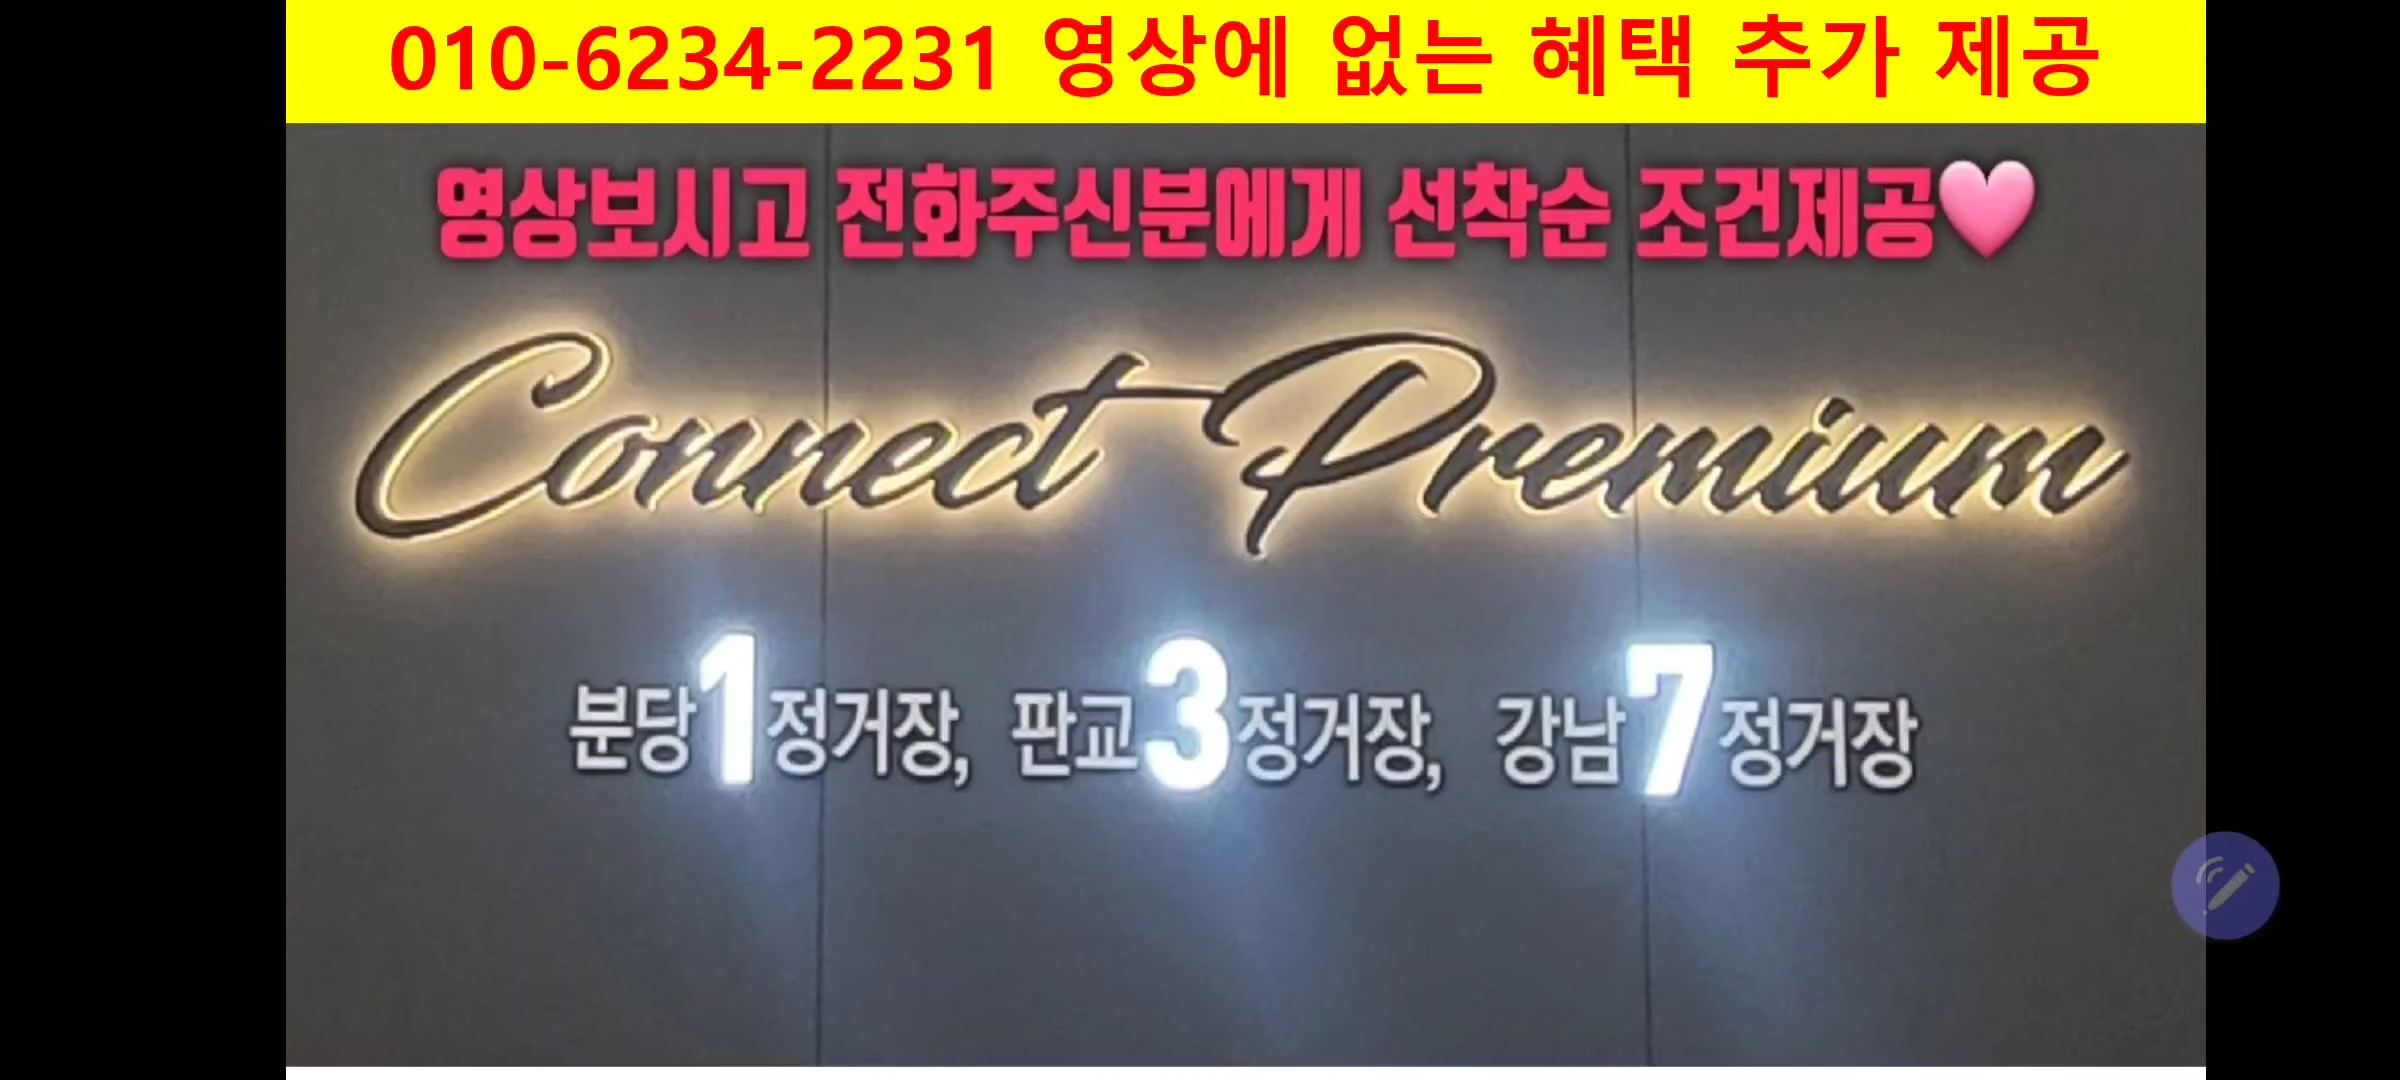 010-6234-2231 영상에 없는 혜택 추가 제공
영상보시고 전화주신분에게 선착순 조건제공🩷
Connect Premium
분당1정거장, 판교3정거장, 강남7정거장